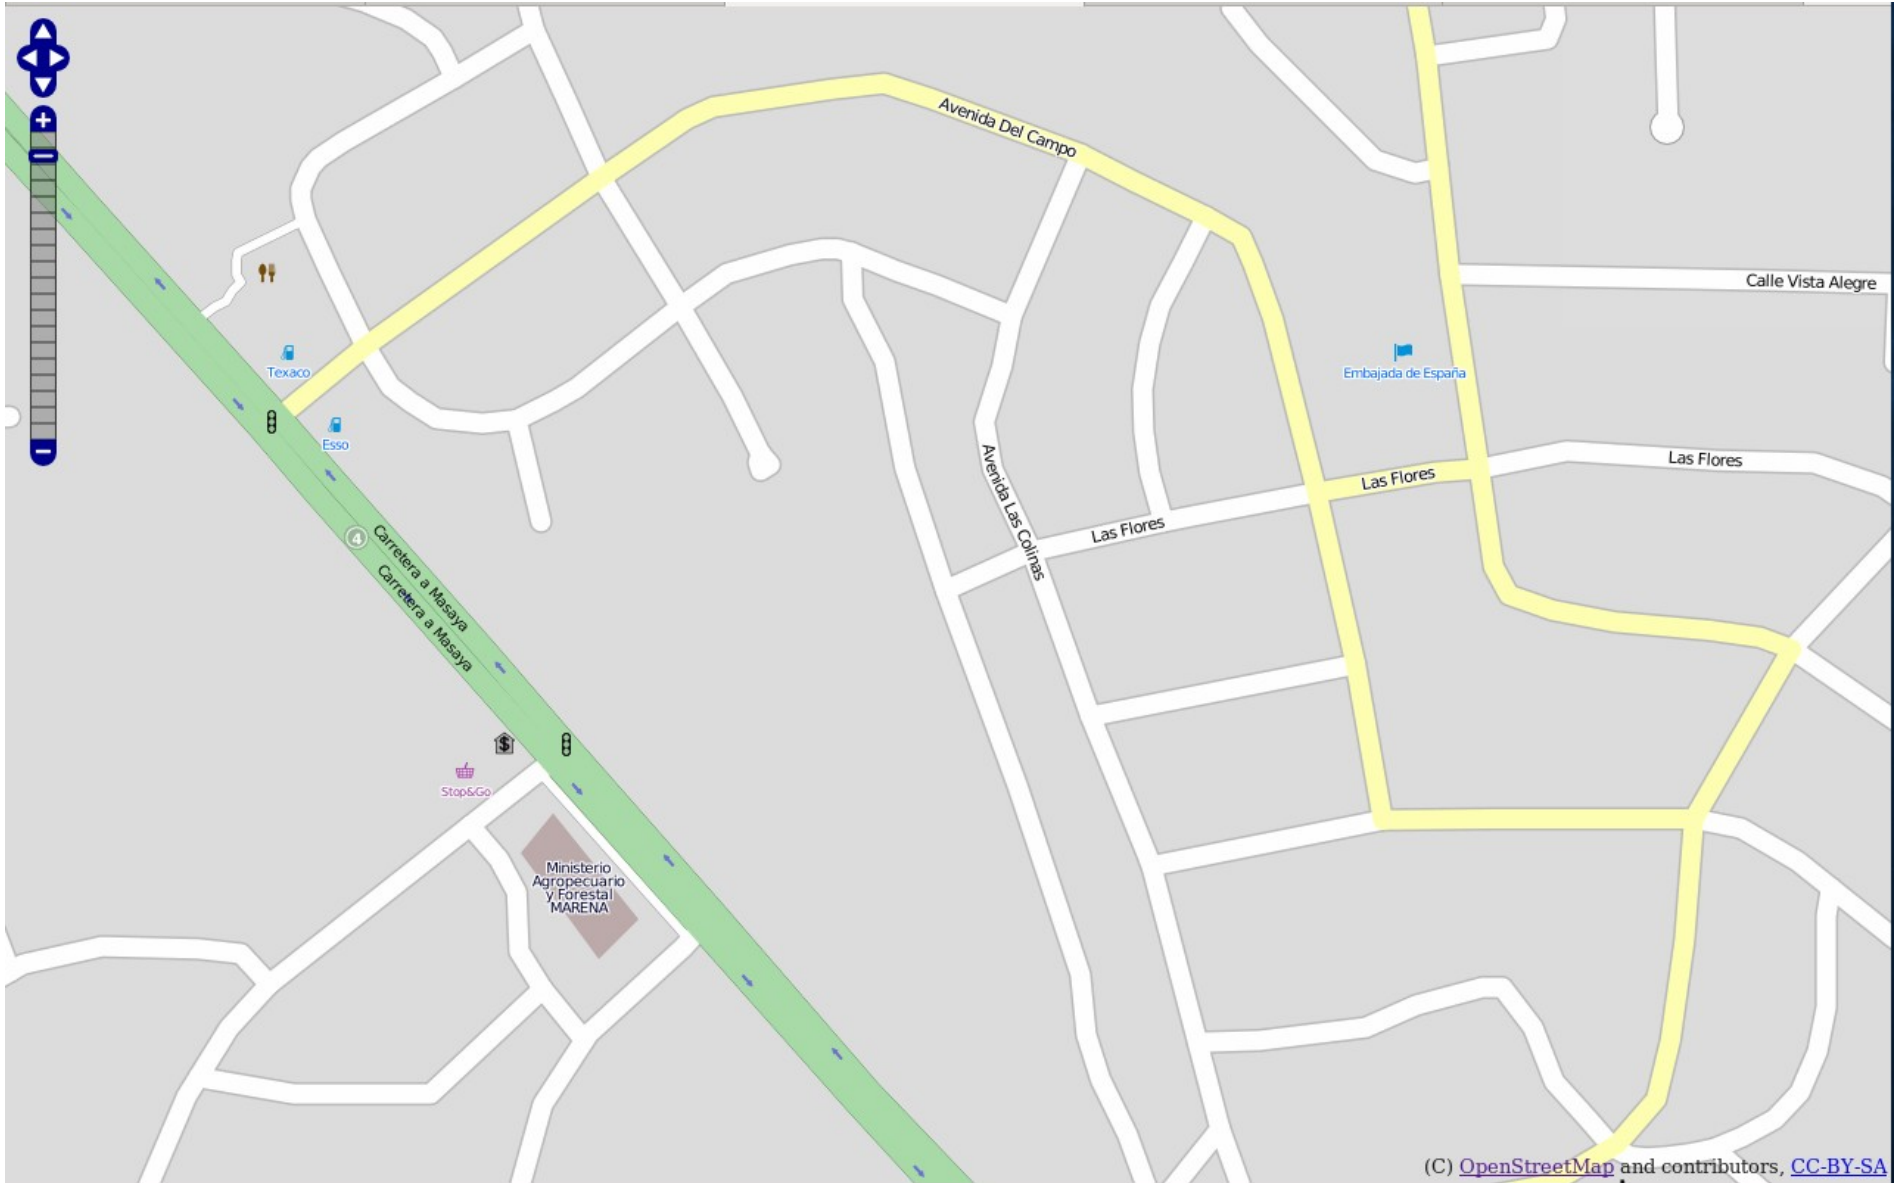 Avenida Del Campo
Calle Vista Alegre
Texaco
Embajada de España
Esso
Las Flores
Las Flores
Las Flores
Avenida Las Colinas
4
Carretera a Masaya
Carretera a Masaya
$
Stop&Go
Ministerio
Agropecuario
y Forestal
MARENA
(C) OpenStreetMap and contributors, CC-BY-SA